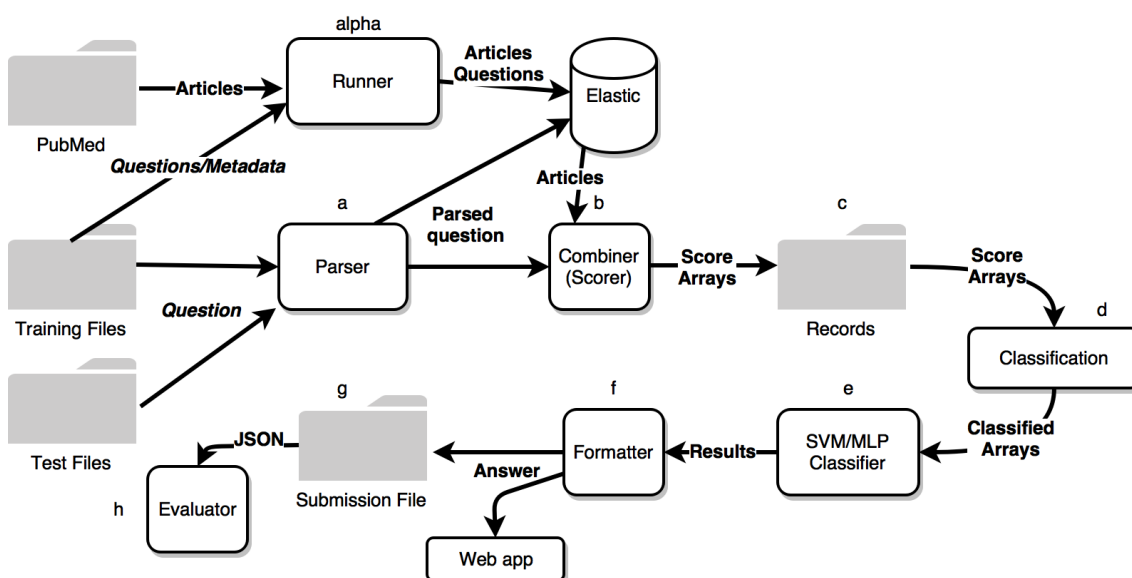 alpha
Runner
Articles
Questions
Elastic
Articles
PubMed
Questions/Metadata
Articles
a
b
c
Parsed
question
Parser
Combiner
(Scorer)
Score
Arrays
Score
Arrays
Training Files
Question
Records
d
Classification
g
f
e
Classified
Arrays
JSON
SVM/MLP
Classifier
Results
Formatter
Answer
Test Files
Submission File
h
Evaluator
Web app